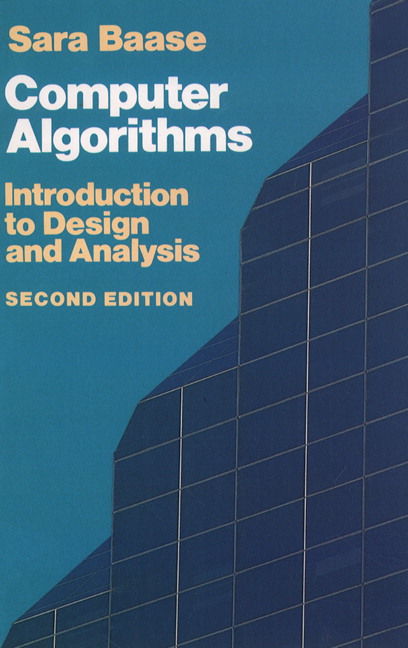 Sara Baase
Computer
Algorithms
Introduction
to Design
and Analysis
SECOND EDITION